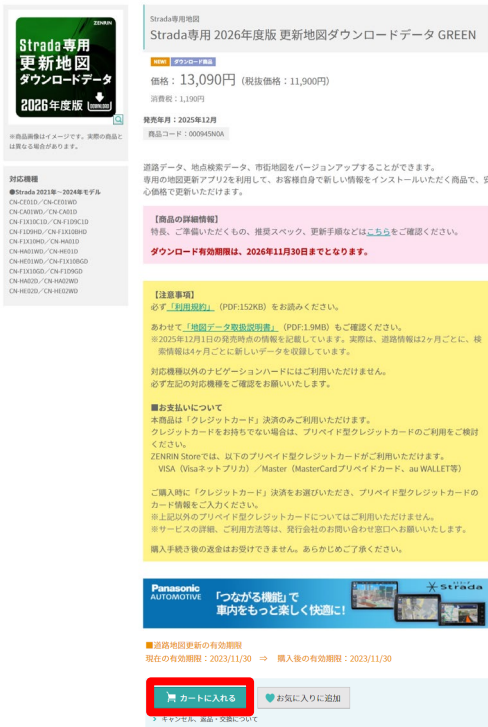 ZENRIN
Strada専用
更新地図
ダウンロードデータ
2026年度版 DOWNLOAD
※商品画像はイメージです。実際の商品と
は異なる場合があります。
対応機種
●Strada 2021年~2024年モデル
CN-CE01D/CN-CE01WD
CN-CA01WD/CN-CA01D
CN-F1X10C1D/CN-F1D9C1D
CN-F1D9HD/CN-F1X10BHD
CN-F1X10HD/CN-HA01D
CN-HA01WD/CN-HE01D
CN-HE01WD/CN-F1X10BGD
CN-F1X10GD/CN-F1D9GD
CN-HA02D/CN-HA02WD
CN-HE02D/CN-HE02WD
Strada専用地図
Strada専用 2026年度版 更新地図ダウンロードデータ GREEN
NEW! ダウンロード商品
価格: 13,090円 (税抜価格:11,900円)
消費税:1,190円
発売年月:2025年12月
商品コード:000945N0A
道路データ、地点検索データ、市街地図をバージョンアップすることができます。
専用の地図更新アプリ2を利用して、お客様自身で新しい情報をインストールいただく商品で、安
心価格で更新いただけます。
【商品の詳細情報】
特長、ご準備いただくもの、推奨スペック、更新手順などはこちらをご確認ください。
ダウンロード有効期限は、2026年11月30日までとなります。
【注意事項】
必ず「利用規約」(PDF:152KB)をお読みください。
あわせて「地図データ取扱説明書」(PDF:1.9MB)もご確認ください。
※2025年12月1日の発売時点の情報を記載しています。実際は、道路情報は2ヶ月ごとに、検
索情報は4ヶ月ごとに新しいデータを収録しています。
対応機種以外のナビゲーションハードにはご利用いただけません。
必ず左記の対応機種をご確認をお願いいたします。
■お支払いについて
本商品は「クレジットカード」決済のみご利用いただけます。
クレジットカードをお持ちでない場合は、プリペイド型クレジットカードのご利用をご検討
ください。
ZENRIN Storeでは、以下のプリペイド型クレジットカードがご利用いただけます。
VISA(Visaネットプリカ)/Master(MasterCardプリペイドカード、au WALLET等)
ご購入時に「クレジットカード」決済をお選びいただき、プリペイド型クレジットカードの
カード情報をご入力ください。
※上記以外のプリペイド型クレジットカードについてはご利用いただけません。
※サービスの詳細、ご利用方法等は、発行会社のお問い合わせ窓口へお願いいたします。
購入手続き後の返金はお受けできません。あらかじめご了承ください。
Panasonic
AUTOMOTIVE
「つながる機能」で
車内をもっと楽しく快適に!
Strada
■道路地図更新の有効期限
現在の有効期限:2023/11/30 ⇒ 購入後の有効期限:2023/11/30
カートに入れる
お気に入りに追加
> キャンセル、返品・交換について